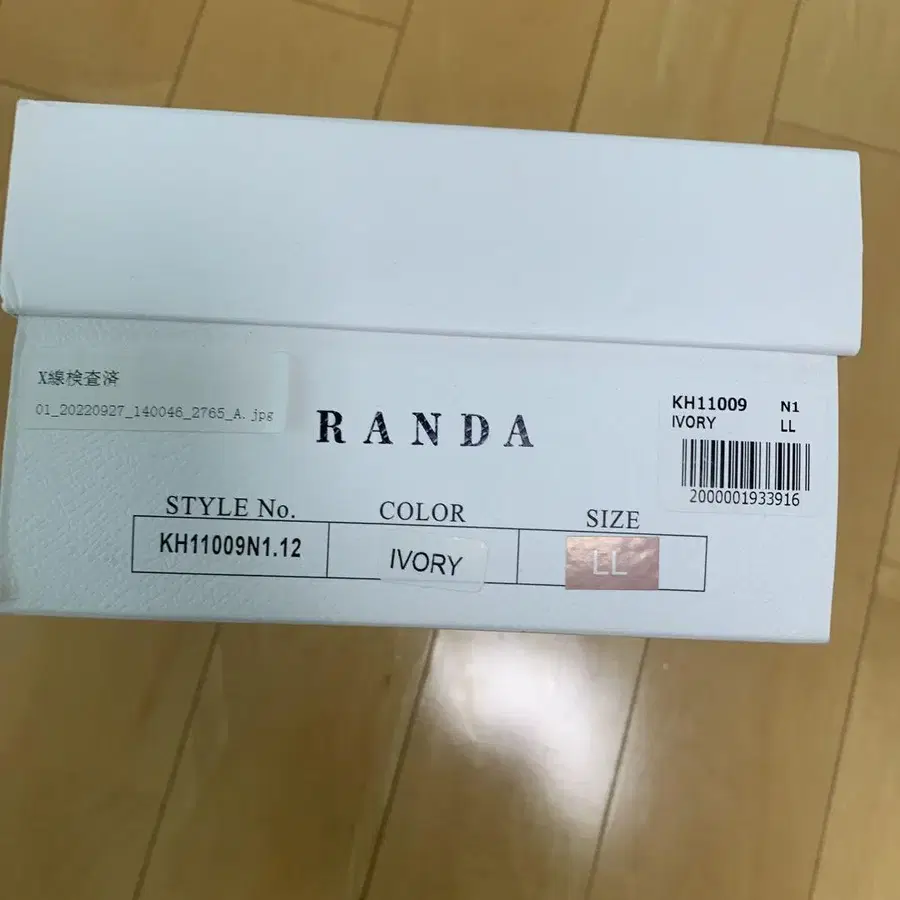 X線検査済
01_20220927_140046_2765_A.jpg
RANDA
KH11009 N1
IVORY LL
2000001933916
STYLE No. COLOR SIZE
KH11009N1.12 IVORY LL